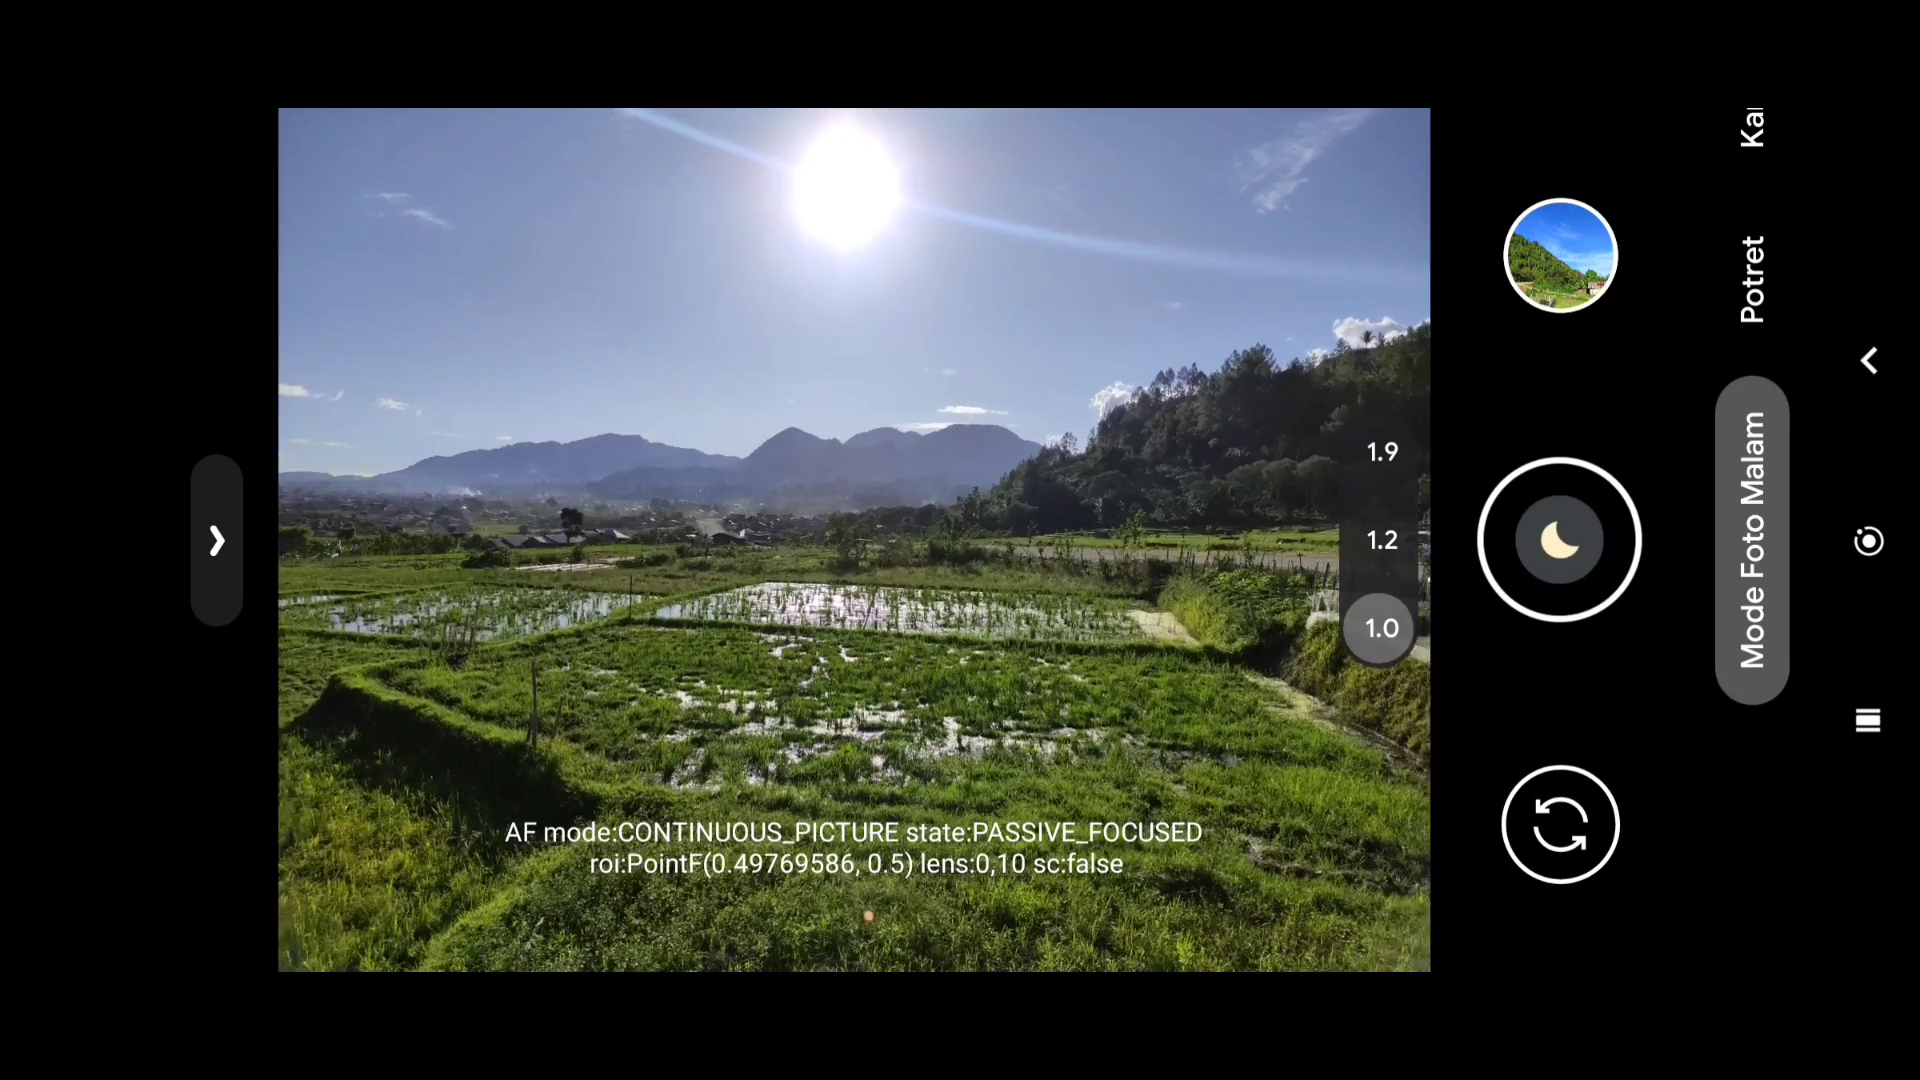 AF mode:CONTINUOUS_PICTURE state:PASSIVE_FOCUSED
roi:PointF(0.49769586, 0.5) lens:0,10 sc:false
1.9
1.2
1.0
Mode Foto Malam
Potret